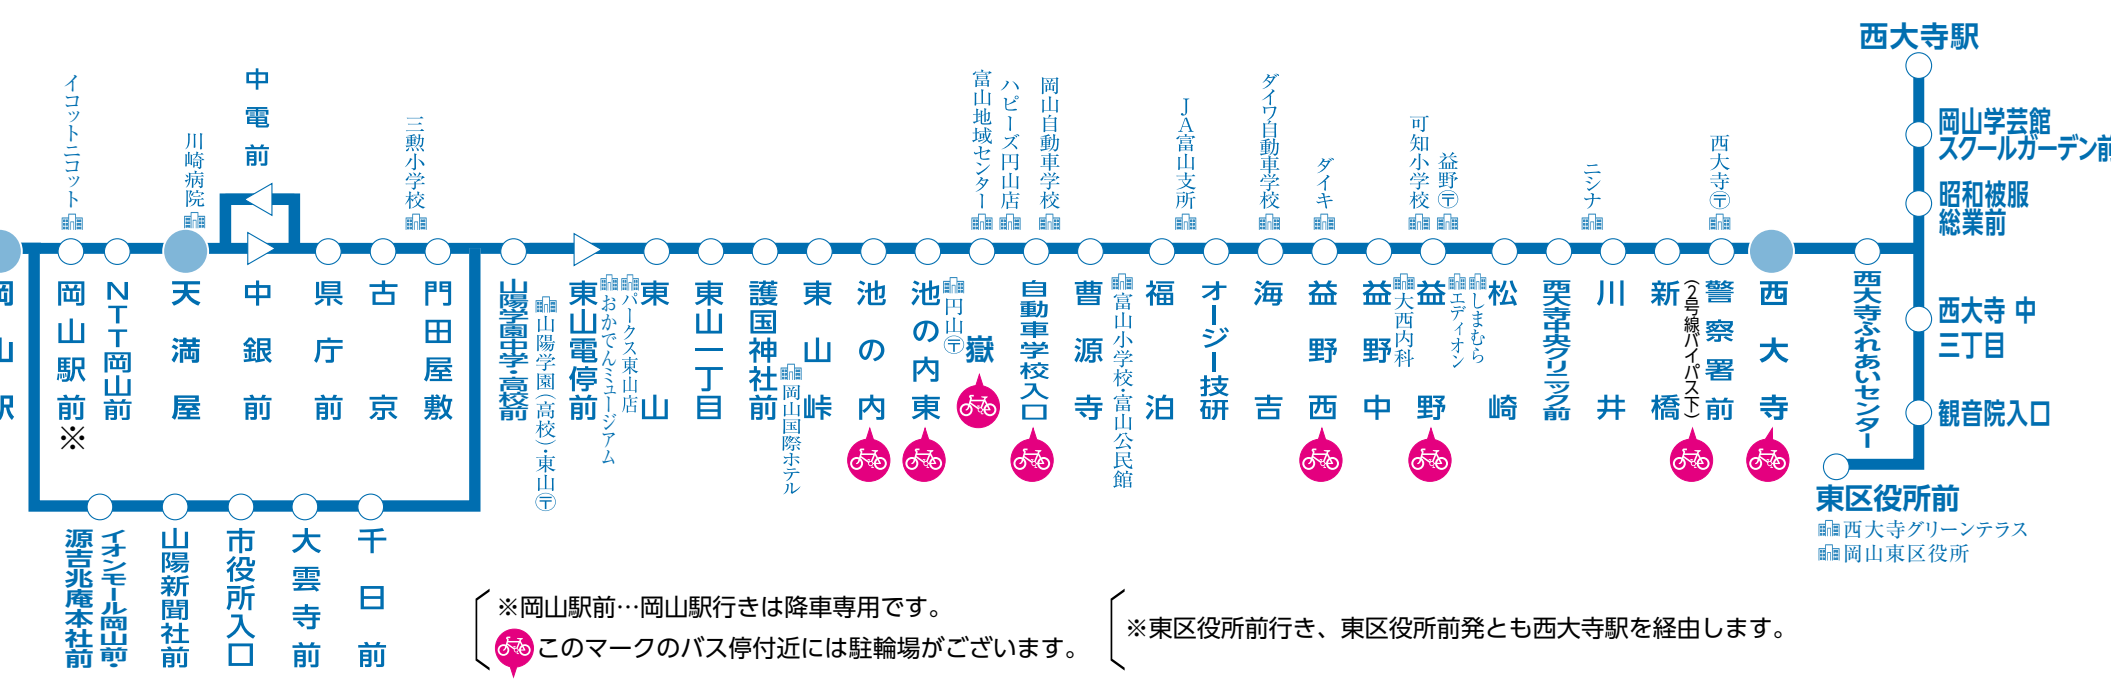 西大寺駅
岡山学芸館
スクールガーデン前
昭和被服
総業前
西大寺 中
三丁目
観音院入口
東区役所前
西大寺グリーンテラス
岡山東区役所
イコットニコット
川崎病院
中電前
三勲小学校
富山地域センター
ハピーズ円山店
岡山自動車学校
JA富山支所
ダイワ自動車学校
ダイキ
可知小学校
益野〒
ニシナ
西大寺〒
岡山駅
岡山駅前※
NTT岡山前
天満屋
中銀前
県庁前
古京
門田屋敷
山陽学園中学・高校前
山陽学園(高校)・東山〒
東山電停前
おかでんミュージアム
パークス東山店
東山
東山一丁目
護国神社前
岡山国際ホテル
東山峠
池の内
池の内東
円山〒
嶽
自動車学校入口
曹源寺
富山小学校・富山公民館
福泊
オージー技研
海吉
益野西
益野中
大西内科
益野
エディオン
しまむら
松崎
西大寺中央クリニック前
川井
新橋
(2号線バイパス下)
警察署前
西大寺
西大寺ふれあいセンター
イオンモール岡山前・
源吉兆庵本社前
山陽新聞社前
市役所入口
大雲寺前
千日前
※岡山駅前…岡山駅行きは降車専用です。
このマークのバス停付近には駐輪場がございます。
※東区役所前行き、東区役所前発とも西大寺駅を経由します。